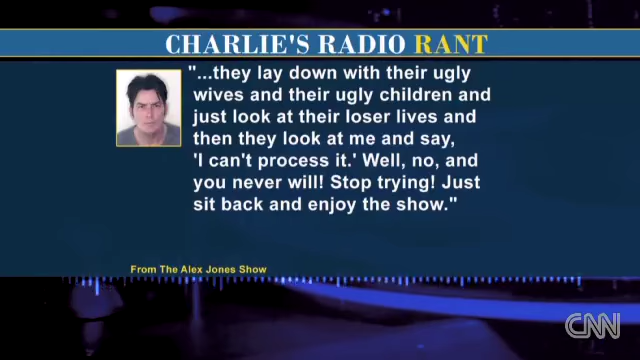 CHARLIE'S RADIO RANT
"...they lay down with their ugly
wives and their ugly children and
just look at their loser lives and
then they look at me and say,
'I can't process it.' Well, no, and
you never will! Stop trying! Just
sit back and enjoy the show."
From The Alex Jones Show
CNN